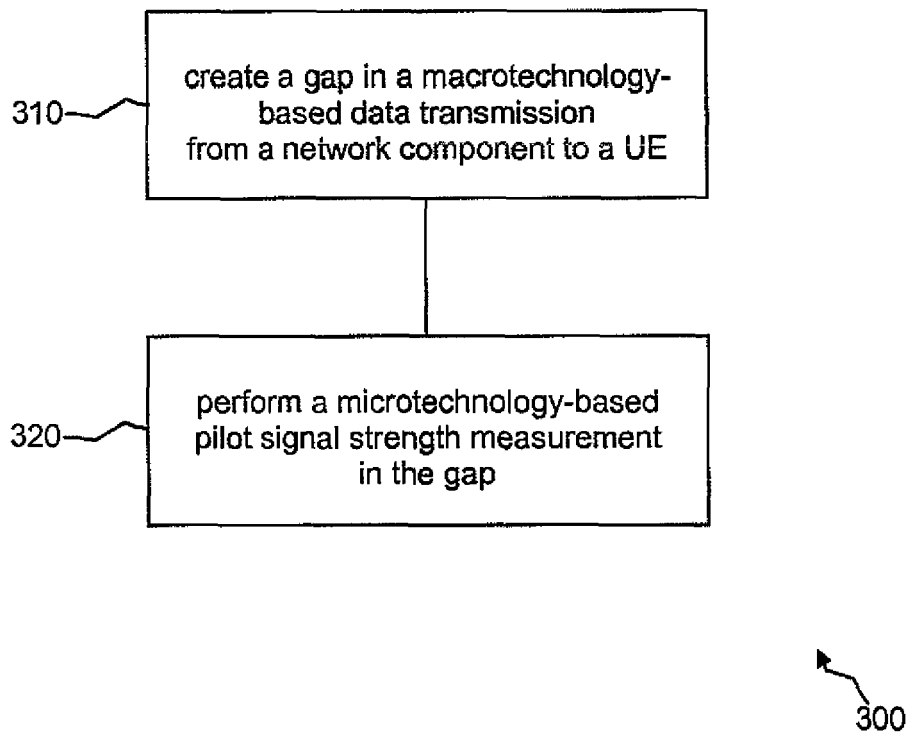 create a gap in a macrotechnology-
based data transmission
from a network component to a UE
310
perform a microtechnology-based
pilot signal strength measurement
in the gap
320
300